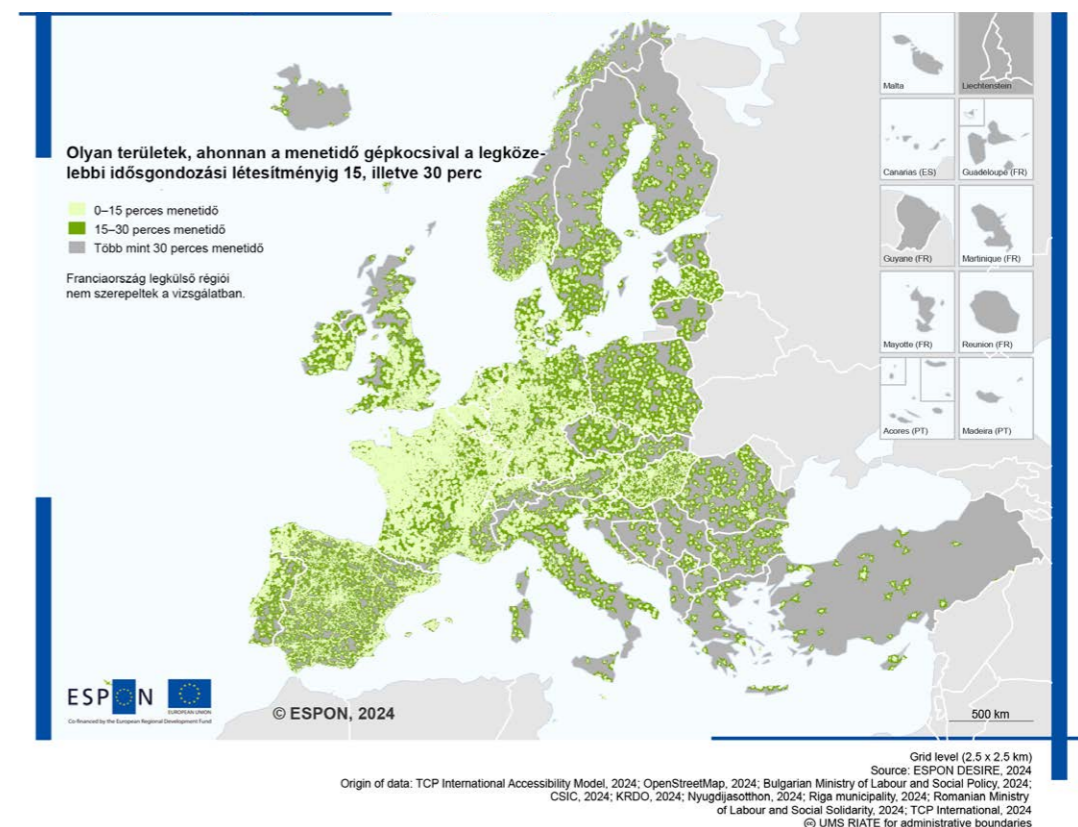 Malta
Liechtenstein
Olyan területek, ahonnan a menetidő gépkocsival a legköze-
lebbi idősgondozási létesítményig 15, illetve 30 perc
Canarias (ES)
Guadeloupe (FR)
0–15 perces menetidő
15–30 perces menetidő
Több mint 30 perces menetidő
Guyane (FR)
Martinique (FR)
Franciaország legkülső régiói
nem szerepeltek a vizsgálatban.
Mayotte (FR)
Reunion (FR)
Acores (PT)
Madeira (PT)
ESPON
EUROPEAN UNION
Co-financed by the European Regional Development Fund
© ESPON, 2024
500 km
Grid level (2.5 x 2.5 km)
Source: ESPON DESIRE, 2024
Origin of data: TCP International Accessibility Model, 2024; OpenStreetMap, 2024; Bulgarian Ministry of Labour and Social Policy, 2024;
CSIC, 2024; KRDO, 2024; Nyugdijasotthon, 2024; Riga municipality, 2024; Romanian Ministry
of Labour and Social Solidarity, 2024; TCP International, 2024
© UMS RIATE for administrative boundaries